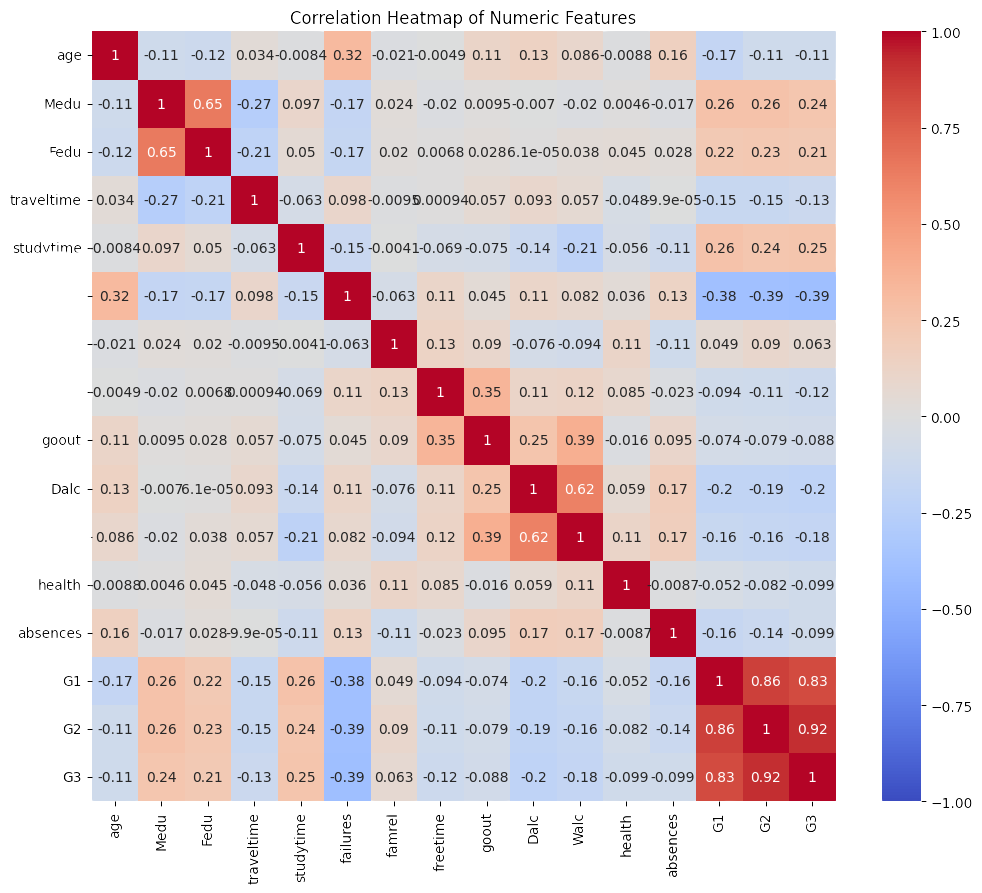 Correlation Heatmap of Numeric Features
age 1 -0.11 -0.12 0.034 -0.0084 0.32 -0.021 -0.0049 0.11 0.13 0.086 -0.0088 0.16 -0.17 -0.11 -0.11
Medu -0.11 1 0.65 -0.27 0.097 -0.17 0.024 -0.02 0.0095 -0.007 -0.02 0.0046 -0.017 0.26 0.26 0.24
Fedu -0.12 0.65 1 -0.21 0.05 -0.17 0.02 0.0068 0.028 6.1e-05 0.038 0.045 0.028 0.22 0.23 0.21
traveltime 0.034 -0.27 -0.21 1 -0.063 0.098 -0.0095 0.00094 0.057 0.093 0.057 -0.048 -9.9e-05 -0.15 -0.15 -0.13
studytime -0.0084 0.097 0.05 -0.063 1 -0.15 -0.0041 -0.069 -0.075 -0.14 -0.21 -0.056 -0.11 0.26 0.24 0.25
0.32 -0.17 -0.17 0.098 -0.15 1 -0.063 0.11 0.045 0.11 0.082 0.036 0.13 -0.38 -0.39 -0.39
-0.021 0.024 0.02 -0.0095 -0.0041 -0.063 1 0.13 0.09 -0.076 -0.094 0.11 -0.11 0.049 0.09 0.063
-0.0049 -0.02 0.0068 0.00094 -0.069 0.11 0.13 1 0.35 0.11 0.12 0.085 -0.023 -0.094 -0.11 -0.12
goout 0.11 0.0095 0.028 0.057 -0.075 0.045 0.09 0.35 1 0.25 0.39 -0.016 0.095 -0.074 -0.079 -0.088
Dalc 0.13 -0.007 6.1e-05 0.093 -0.14 0.11 -0.076 0.11 0.25 1 0.62 0.059 0.17 -0.2 -0.19 -0.2
0.086 -0.02 0.038 0.057 -0.21 0.082 -0.094 0.12 0.39 0.62 1 0.11 0.17 -0.16 -0.16 -0.18
health -0.0088 0.0046 0.045 -0.048 -0.056 0.036 0.11 0.085 -0.016 0.059 0.11 1 -0.0087 -0.052 -0.082 -0.099
absences 0.16 -0.017 0.028 -9.9e-05 -0.11 0.13 -0.11 -0.023 0.095 0.17 0.17 -0.0087 1 -0.16 -0.14 -0.099
G1 -0.17 0.26 0.22 -0.15 0.26 -0.38 0.049 -0.094 -0.074 -0.2 -0.16 -0.052 -0.16 1 0.86 0.83
G2 -0.11 0.26 0.23 -0.15 0.24 -0.39 0.09 -0.11 -0.079 -0.19 -0.16 -0.082 -0.14 0.86 1 0.92
G3 -0.11 0.24 0.21 -0.13 0.25 -0.39 0.063 -0.12 -0.088 -0.2 -0.18 -0.099 -0.099 0.83 0.92 1
age Medu Fedu traveltime studytime failures famrel freetime goout Dalc Walc health absences G1 G2 G3
1.00
0.75
0.50
0.25
0.00
−0.25
−0.50
−0.75
−1.00